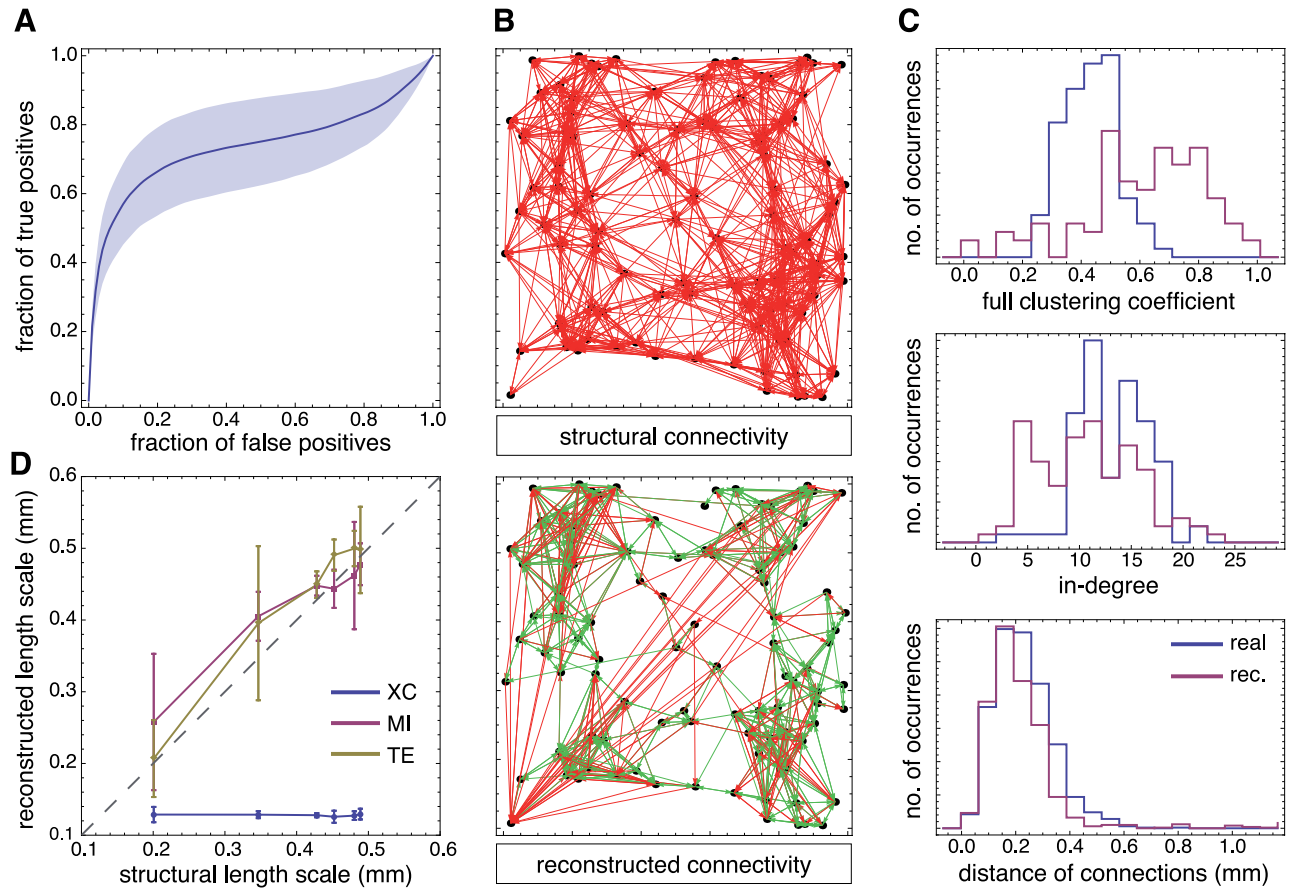 A
fraction of true positives
1.0
0.8
0.6
0.4
0.2
0.0
0.0 0.2 0.4 0.6 0.8 1.0
fraction of false positives
B
structural connectivity
reconstructed connectivity
C
no. of occurrences
0.0 0.2 0.4 0.6 0.8 1.0
full clustering coefficient
no. of occurrences
0 5 10 15 20 25
in-degree
no. of occurrences
real
rec.
0.0 0.2 0.4 0.6 0.8 1.0
distance of connections (mm)
D
reconstructed length scale (mm)
0.6
0.5
0.4
0.3
0.2
0.1
XC
MI
TE
0.1 0.2 0.3 0.4 0.5 0.6
structural length scale (mm)